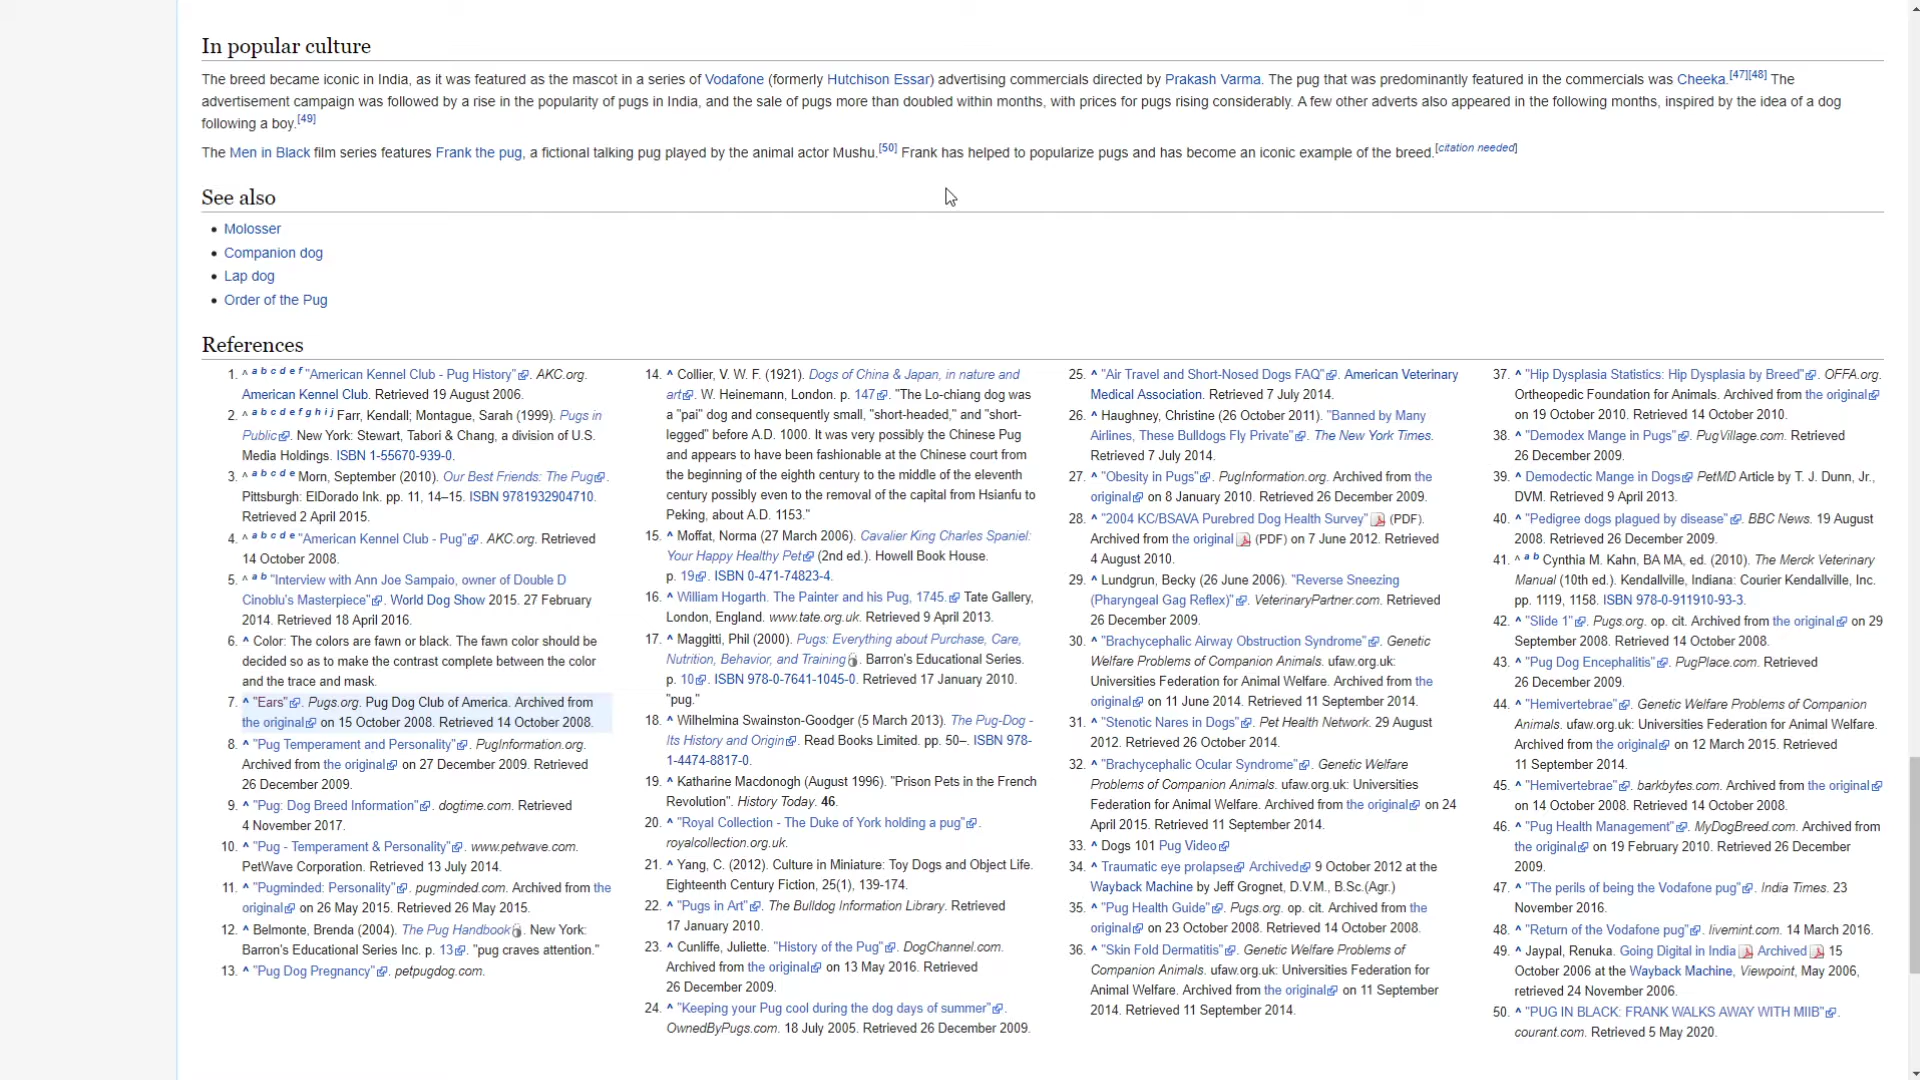 In popular culture
The breed became iconic in India, as it was featured as the mascot in a series of Vodafone (formerly Hutchison Essar) advertising commercials directed by Prakash Varma. The pug that was predominantly featured in the commercials was Cheeka.[47][48] The
advertisement campaign was followed by a rise in the popularity of pugs in India, and the sale of pugs more than doubled within months, with prices for pugs rising considerably. A few other adverts also appeared in the following months, inspired by the idea of a dog
following a boy.[49]
The Men in Black film series features Frank the pug, a fictional talking pug played by the animal actor Mushu.[50] Frank has helped to popularize pugs and has become an iconic example of the breed.[citation needed]
See also
• Molosser
• Companion dog
• Lap dog
• Order of the Pug
References
1. ^ a b c d e f "American Kennel Club - Pug History". AKC.org.
American Kennel Club. Retrieved 19 August 2006.
2. ^ a b c d e f g h i j Farr, Kendall; Montague, Sarah (1999). Pugs in
Public. New York: Stewart, Tabori & Chang, a division of U.S.
Media Holdings. ISBN 1-55670-939-0.
3. ^ a b c d e Morn, September (2010). Our Best Friends: The Pug.
Pittsburgh: ElDorado Ink. pp. 11, 14–15. ISBN 9781932904710.
Retrieved 2 April 2015.
4. ^ a b c d e "American Kennel Club - Pug". AKC.org. Retrieved
14 October 2008.
5. ^ a b "Interview with Ann Joe Sampaio, owner of Double D
Cinoblu's Masterpiece". World Dog Show 2015. 27 February
2014. Retrieved 18 April 2016.
6. ^ Color: The colors are fawn or black. The fawn color should be
decided so as to make the contrast complete between the color
and the trace and mask.
7. ^ "Ears". Pugs.org. Pug Dog Club of America. Archived from
the original on 15 October 2008. Retrieved 14 October 2008.
8. ^ "Pug Temperament and Personality". PugInformation.org.
Archived from the original on 27 December 2009. Retrieved
26 December 2009.
9. ^ "Pug: Dog Breed Information". dogtime.com. Retrieved
4 November 2017.
10. ^ "Pug - Temperament & Personality". www.petwave.com.
PetWave Corporation. Retrieved 13 July 2014.
11. ^ "Pugminded: Personality". pugminded.com. Archived from the
original on 26 May 2015. Retrieved 26 May 2015.
12. ^ Belmonte, Brenda (2004). The Pug Handbook. New York:
Barron's Educational Series Inc. p. 13. "pug craves attention."
13. ^ "Pug Dog Pregnancy". petpugdog.com.
14. ^ Collier, V. W. F. (1921). Dogs of China & Japan, in nature and
art. W. Heinemann, London. p. 147. "The Lo-chiang dog was
a "pai" dog and consequently small, "short-headed," and "short-
legged" before A.D. 1000. It was very possibly the Chinese Pug
and appears to have been fashionable at the Chinese court from
the beginning of the eighth century to the middle of the eleventh
century possibly even to the removal of the capital from Hsianfu to
Peking, about A.D. 1153."
15. ^ Moffat, Norma (27 March 2006). Cavalier King Charles Spaniel:
Your Happy Healthy Pet (2nd ed.). Howell Book House.
p. 19. ISBN 0-471-74823-4.
16. ^ William Hogarth. The Painter and his Pug, 1745. Tate Gallery,
London, England. www.tate.org.uk. Retrieved 9 April 2013.
17. ^ Maggitti, Phil (2000). Pugs: Everything about Purchase, Care,
Nutrition, Behavior, and Training. Barron's Educational Series.
p. 10. ISBN 978-0-7641-1045-0. Retrieved 17 January 2010.
"pug."
18. ^ Wilhelmina Swainston-Goodger (5 March 2013). The Pug-Dog -
Its History and Origin. Read Books Limited. pp. 50–. ISBN 978-
1-4474-8817-0.
19. ^ Katharine Macdonogh (August 1996). "Prison Pets in the French
Revolution". History Today. 46.
20. ^ "Royal Collection - The Duke of York holding a pug".
royalcollection.org.uk.
21. ^ Yang, C. (2012). Culture in Miniature: Toy Dogs and Object Life.
Eighteenth Century Fiction, 25(1), 139-174.
22. ^ "Pugs in Art". The Bulldog Information Library. Retrieved
17 January 2010.
23. ^ Cunliffe, Juliette. "History of the Pug". DogChannel.com.
Archived from the original on 13 May 2016. Retrieved
26 December 2009.
24. ^ "Keeping your Pug cool during the dog days of summer".
OwnedByPugs.com. 18 July 2005. Retrieved 26 December 2009.
25. ^ "Air Travel and Short-Nosed Dogs FAQ". American Veterinary
Medical Association. Retrieved 7 July 2014.
26. ^ Haughney, Christine (26 October 2011). "Banned by Many
Airlines, These Bulldogs Fly Private". The New York Times.
Retrieved 7 July 2014.
27. ^ "Obesity in Pugs". PugInformation.org. Archived from the
original on 8 January 2010. Retrieved 26 December 2009.
28. ^ "2004 KC/BSAVA Purebred Dog Health Survey" (PDF).
Archived from the original (PDF) on 7 June 2012. Retrieved
4 August 2010.
29. ^ Lundgrun, Becky (26 June 2006). "Reverse Sneezing
(Pharyngeal Gag Reflex)". VeterinaryPartner.com. Retrieved
26 December 2009.
30. ^ "Brachycephalic Airway Obstruction Syndrome". Genetic
Welfare Problems of Companion Animals. ufaw.org.uk:
Universities Federation for Animal Welfare. Archived from the
original on 11 June 2014. Retrieved 11 September 2014.
31. ^ "Stenotic Nares in Dogs". Pet Health Network. 29 August
2012. Retrieved 26 October 2014.
32. ^ "Brachycephalic Ocular Syndrome". Genetic Welfare
Problems of Companion Animals. ufaw.org.uk: Universities
Federation for Animal Welfare. Archived from the original on 24
April 2015. Retrieved 11 September 2014.
33. ^ Dogs 101 Pug Video
34. ^ Traumatic eye prolapse Archived 9 October 2012 at the
Wayback Machine by Jeff Grognet, D.V.M., B.Sc.(Agr.)
35. ^ "Pug Health Guide". Pugs.org. op. cit. Archived from the
original on 23 October 2008. Retrieved 14 October 2008.
36. ^ "Skin Fold Dermatitis". Genetic Welfare Problems of
Companion Animals. ufaw.org.uk: Universities Federation for
Animal Welfare. Archived from the original on 11 September
2014. Retrieved 11 September 2014.
37. ^ "Hip Dysplasia Statistics: Hip Dysplasia by Breed". OFFA.org.
Ortheopedic Foundation for Animals. Archived from the original
on 19 October 2010. Retrieved 14 October 2010.
38. ^ "Demodex Mange in Pugs". PugVillage.com. Retrieved
26 December 2009.
39. ^ Demodectic Mange in Dogs PetMD Article by T. J. Dunn, Jr.,
DVM. Retrieved 9 April 2013.
40. ^ "Pedigree dogs plagued by disease". BBC News. 19 August
2008. Retrieved 26 December 2009.
41. ^ a b Cynthia M. Kahn, BA MA, ed. (2010). The Merck Veterinary
Manual (10th ed.). Kendallville, Indiana: Courier Kendallville, Inc.
pp. 1119, 1158. ISBN 978-0-911910-93-3.
42. ^ "Slide 1". Pugs.org. op. cit. Archived from the original on 29
September 2008. Retrieved 14 October 2008.
43. ^ "Pug Dog Encephalitis". PugPlace.com. Retrieved
26 December 2009.
44. ^ "Hemivertebrae". Genetic Welfare Problems of Companion
Animals. ufaw.org.uk: Universities Federation for Animal Welfare.
Archived from the original on 12 March 2015. Retrieved
11 September 2014.
45. ^ "Hemivertebrae". barkbytes.com. Archived from the original
on 14 October 2008. Retrieved 14 October 2008.
46. ^ "Pug Health Management". MyDogBreed.com. Archived from
the original on 19 February 2010. Retrieved 26 December
2009.
47. ^ "The perils of being the Vodafone pug". India Times. 23
November 2016.
48. ^ "Return of the Vodafone pug". livemint.com. 14 March 2016.
49. ^ Jaypal, Renuka. Going Digital in India Archived 15
October 2006 at the Wayback Machine, Viewpoint, May 2006,
retrieved 24 November 2006.
50. ^ "PUG IN BLACK: FRANK WALKS AWAY WITH MIIB".
courant.com. Retrieved 5 May 2020.